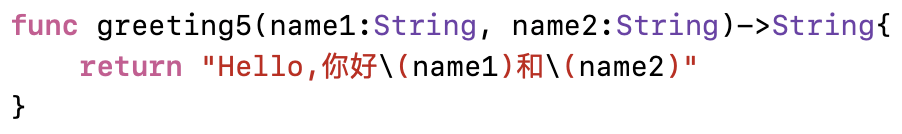 func greeting5(name1:String, name2:String)->String{
    return "Hello,你好\(name1)和\(name2)"
}